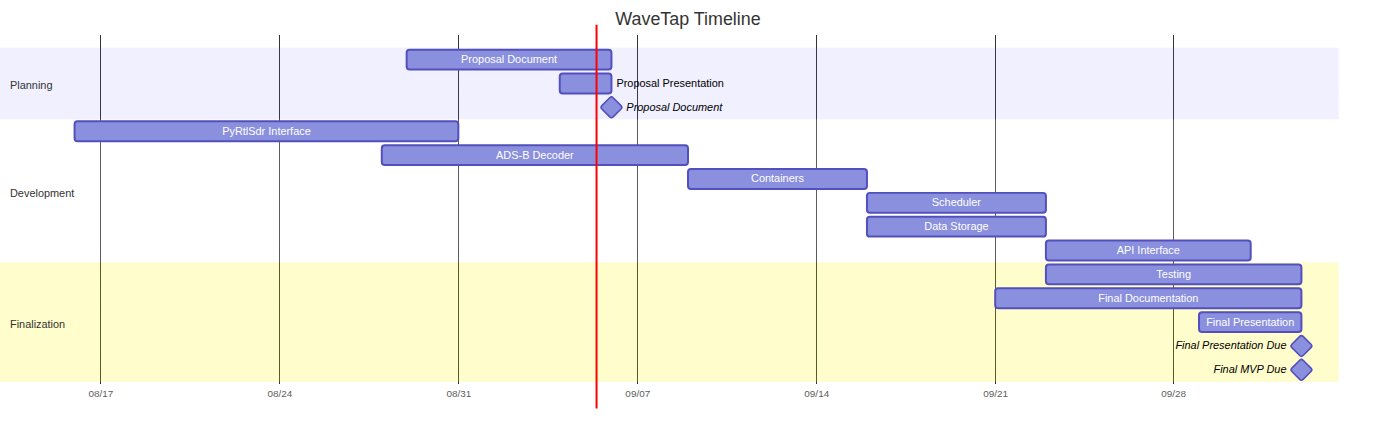 WaveTap Timeline
Planning
Proposal Document
Proposal Presentation
Proposal Document
Development
PyRtlSdr Interface
ADS-B Decoder
Containers
Scheduler
Data Storage
API Interface
Finalization
Testing
Final Documentation
Final Presentation
Final Presentation Due
Final MVP Due
08/17 08/24 08/31 09/07 09/14 09/21 09/28